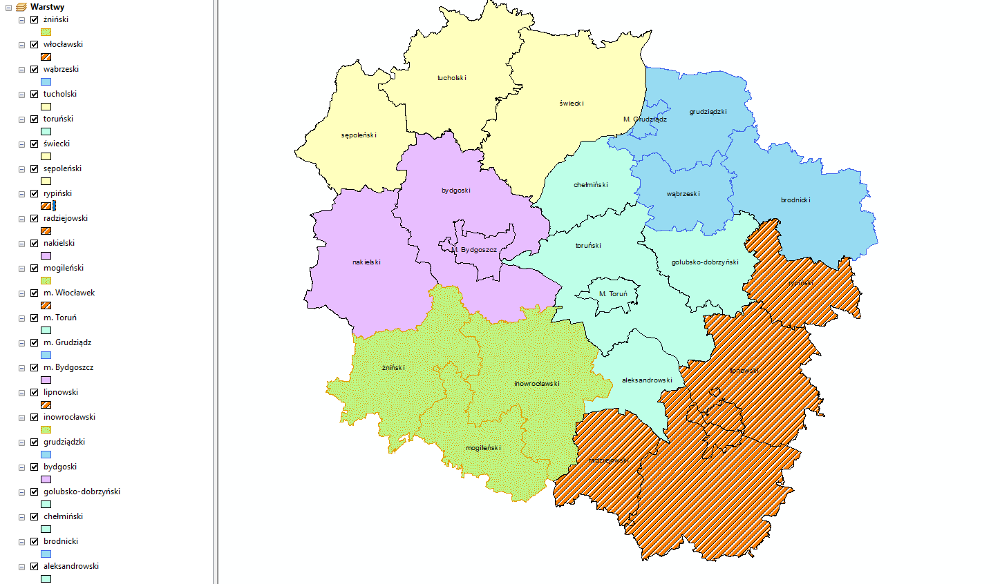 Warstwy
żniński
włocławski
wąbrzeski
tucholski
toruński
świecki
sępoleński
rypiński
radziejowski
nakielski
mogileński
m. Włocławek
m. Toruń
m. Grudziądz
m. Bydgoszcz
lipnowski
inowrocławski
grudziądzki
bydgoski
golubsko-dobrzyński
chełmiński
brodnicki
aleksandrowski
tucholski
świecki
grudziądzki
M. Grudziądz
sępoleński
chełmiński
bydgoski
wąbrzeski
brodnicki
toruński
M. Bydgoszcz
nakielski
golubsko-dobrzyński
rypiński
M. Toruń
żniński
lipnowski
aleksandrowski
inowrocławski
mogileński
radziejowski